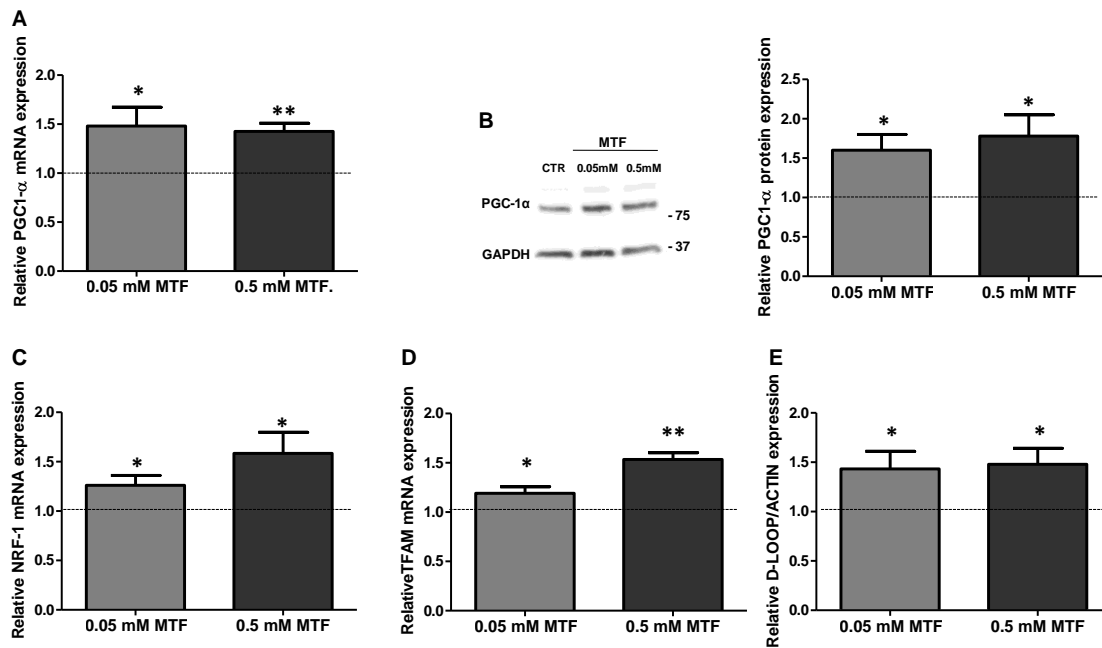 A
Relative PGC1-α mRNA expression
2.0
1.5
1.0
0.5
0.0
*
**
0.05 mM MTF
0.5 mM MTF.
B
MTF
CTR
0.05mM
0.5mM
PGC-1α
- 75
GAPDH
- 37
Relative PGC1-α protein expression
2.5
2.0
1.5
1.0
0.5
0.0
*
*
0.05 mM MTF
0.5 mM MTF
C
Relative NRF-1 mRNA expression
2.0
1.5
1.0
0.5
0.0
*
*
0.05 mM MTF
0.5 mM MTF
D
RelativeTFAM mRNA expression
2.0
1.5
1.0
0.5
0.0
*
**
0.05 mM MTF
0.5 mM MTF
E
Relative D-LOOP/ACTIN expression
2.0
1.5
1.0
0.5
0.0
*
*
0.05 mM MTF
0.5 mM MTF